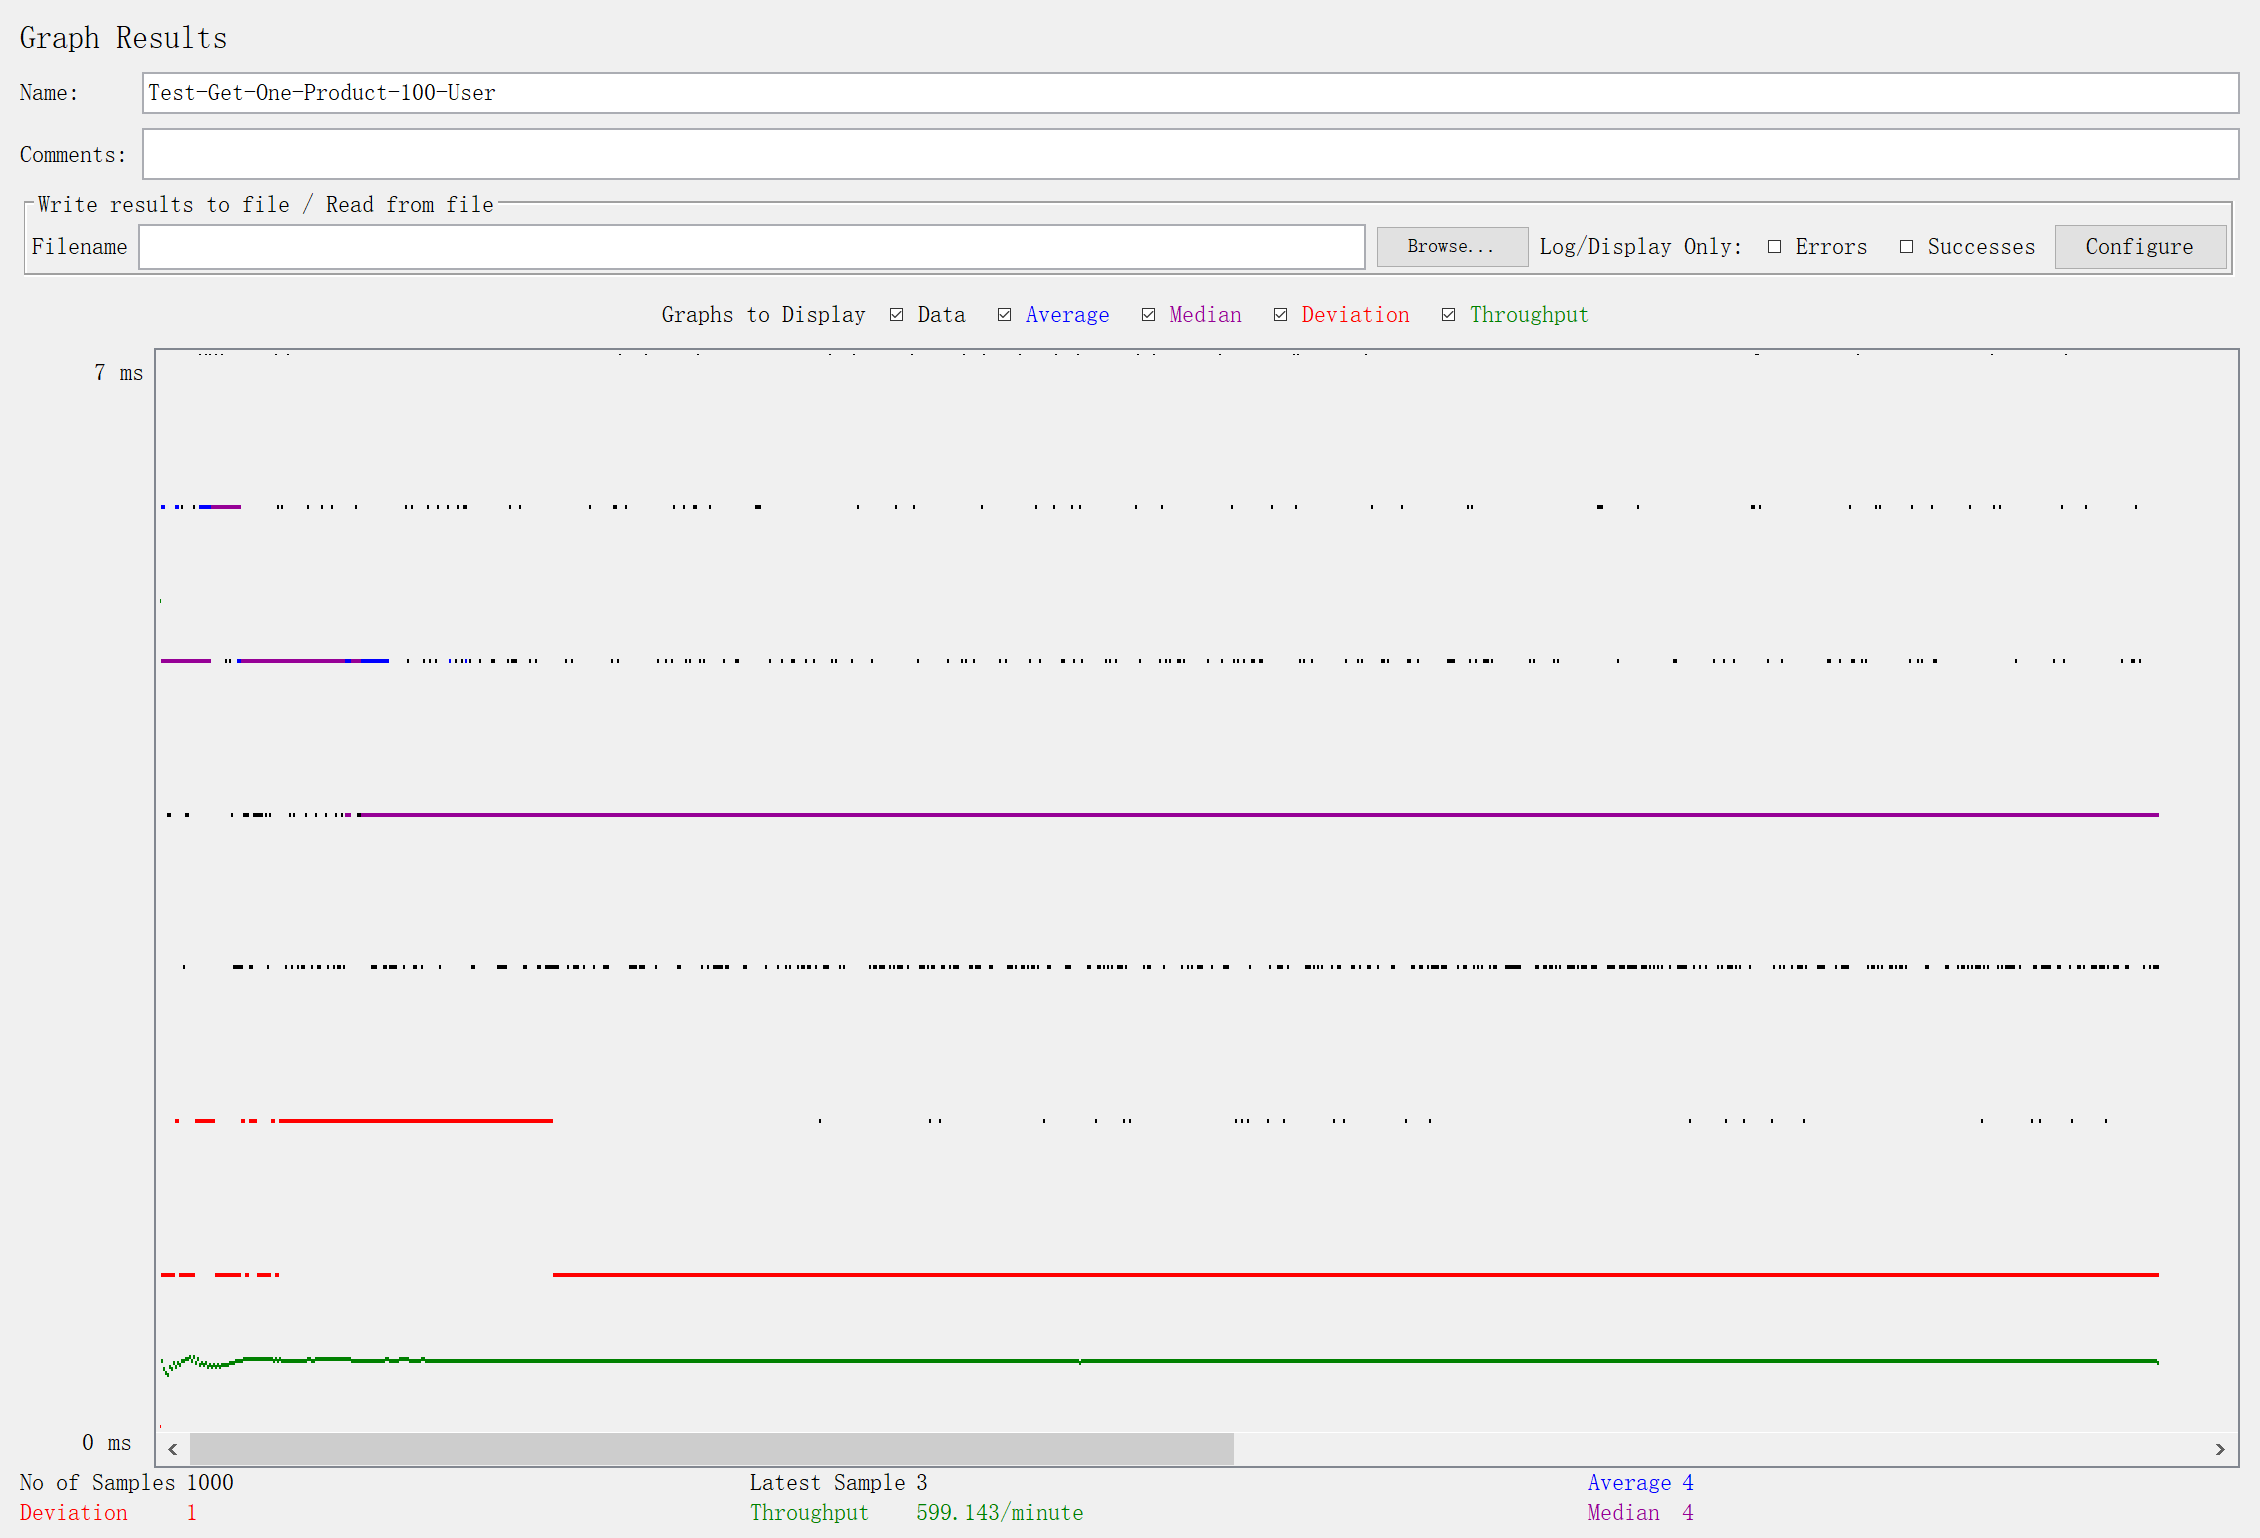 Graph Results
Name: Test-Get-One-Product-100-User
Comments:
Write results to file / Read from file
Filename Browse... Log/Display Only: Errors Successes Configure
Graphs to Display Data Average Median Deviation Throughput
7 ms
0 ms
No of Samples 1000 Latest Sample 3 Average 4
Deviation 1 Throughput 599.143/minute Median 4